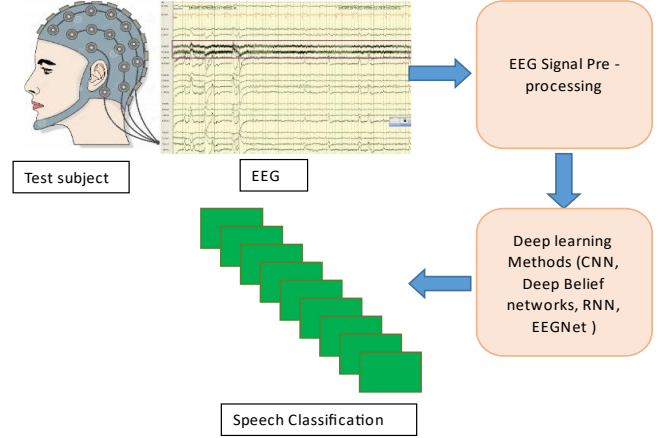 EEG Signal Pre -
processing
Test subject
EEG
Deep learning
Methods (CNN,
Deep Belief
networks, RNN,
EEGNet )
Speech Classification